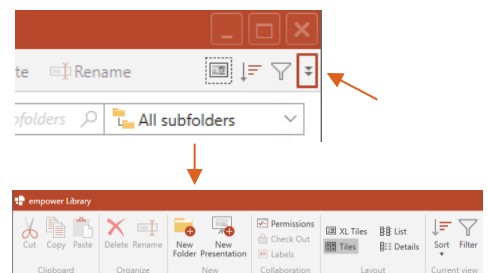 te Rename
bfolders All subfolders
empower Library
Cut Copy Paste Delete Rename New Folder New Presentation Permissions Check Out Labels XL Tiles Tiles List Details Sort Filter
Clipboard Organize New Collaboration Layout Current view